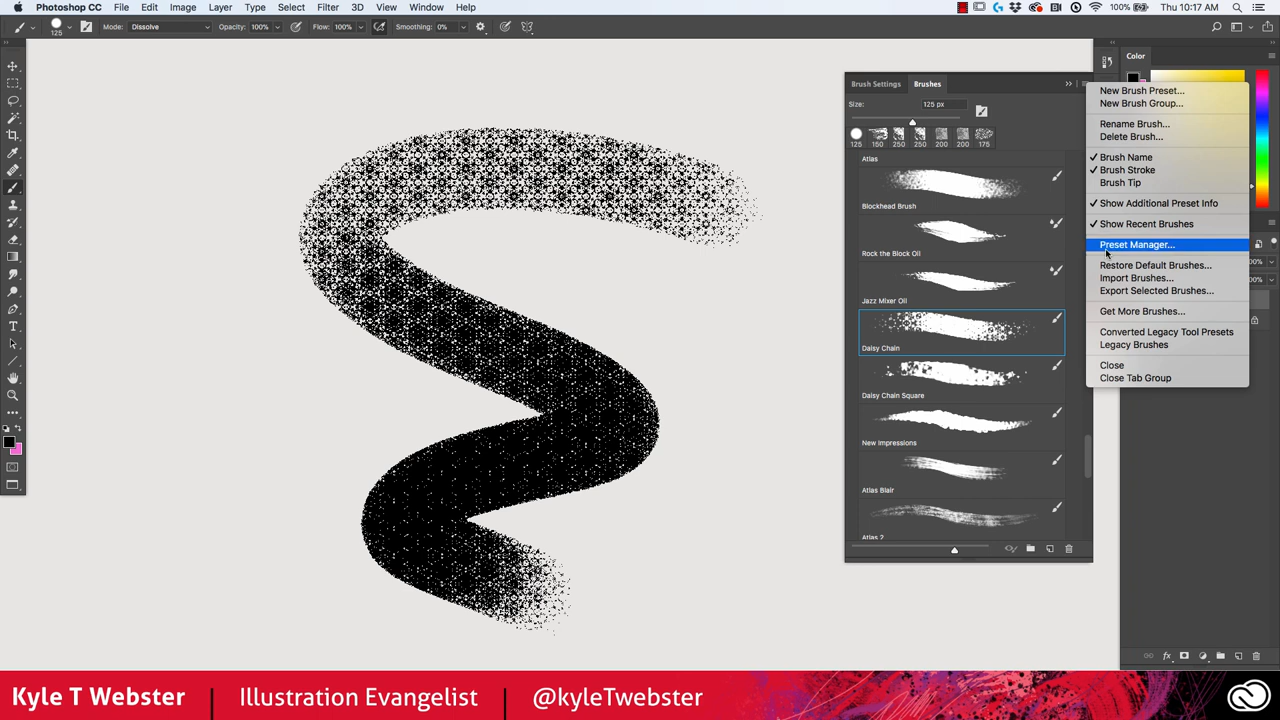 Photoshop CC File Edit Image Layer Type Select Filter 3D View Window Help 100% Thu 10:17 AM
125 Mode: Dissolve Opacity: 100% Flow: 100% Smoothing: 0%
Color
Brush Settings Brushes
Size: 125 px
125 150 250 250 200 200 175
Atlas
Blockhead Brush
Rock the Block Oil
Jazz Mixer Oil
Daisy Chain
Daisy Chain Square
New Impressions
Atlas Blair
Atlas 2
New Brush Preset...
New Brush Group...
Rename Brush...
Delete Brush...
Brush Name
Brush Stroke
Brush Tip
Show Additional Preset Info
Show Recent Brushes
Preset Manager...
Restore Default Brushes...
Import Brushes...
Export Selected Brushes...
Get More Brushes...
Converted Legacy Tool Presets
Legacy Brushes
Close
Close Tab Group
Kyle T Webster | Illustration Evangelist | @kyleTwebster